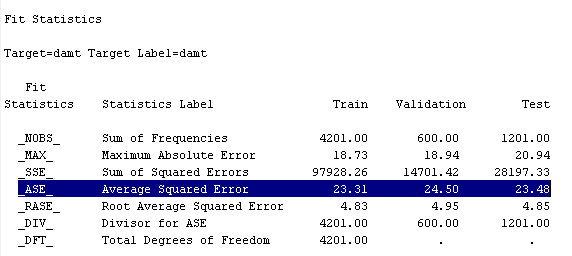 Fit Statistics
Target=damt Target Label=damt
Fit
Statistics Statistics Label Train Validation Test
_NOBS_ Sum of Frequencies 4201.00 600.00 1201.00
_MAX_ Maximum Absolute Error 18.73 18.94 20.94
_SSE_ Sum of Squared Errors 97928.26 14701.42 28197.33
_ASE_ Average Squared Error 23.31 24.50 23.48
_RASE_ Root Average Squared Error 4.83 4.95 4.85
_DIV_ Divisor for ASE 4201.00 600.00 1201.00
_DFT_ Total Degrees of Freedom 4201.00 . .